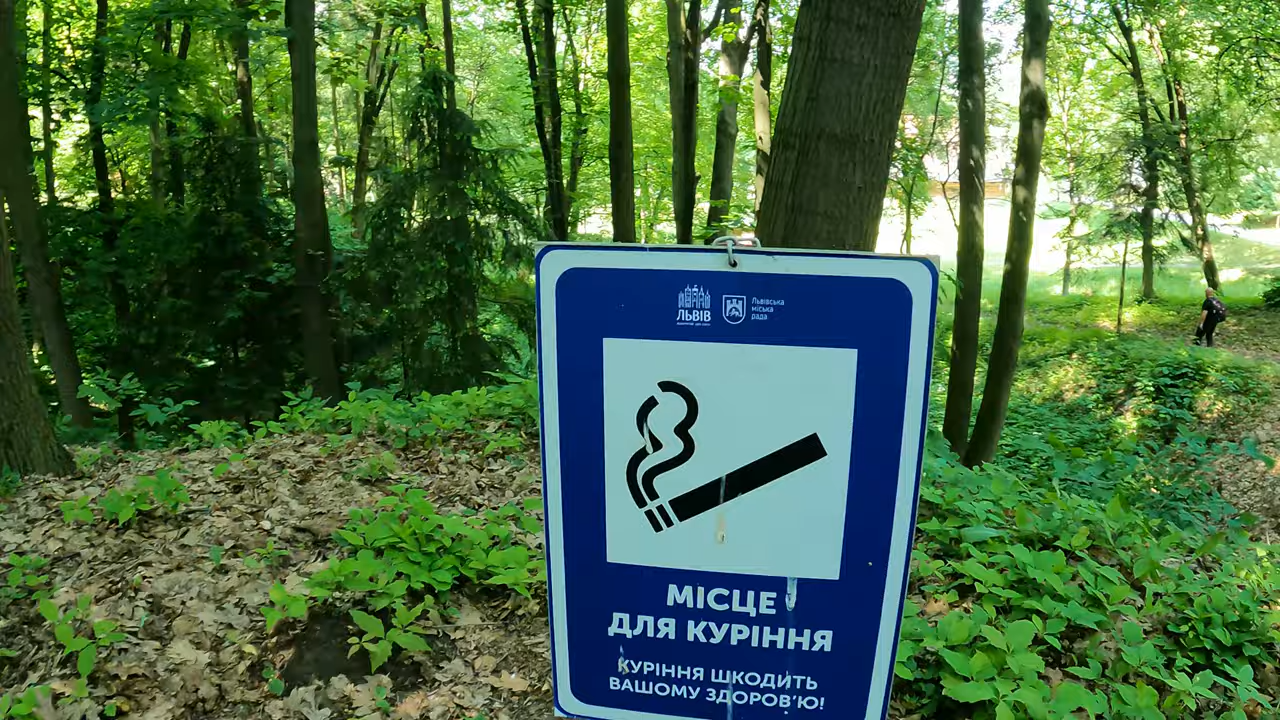 ЛЬВІВ
Львівська
міська
рада
МІСЦЕ
ДЛЯ КУРІННЯ
КУРІННЯ ШКОДИТЬ
ВАШОМУ ЗДОРОВ'Ю!